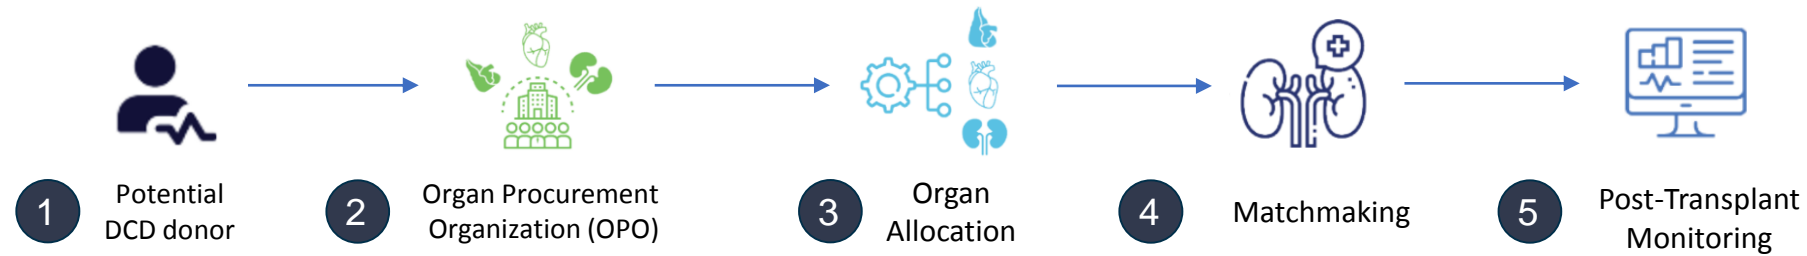 1
Potential
DCD donor
2
Organ Procurement
Organization (OPO)
3
Organ
Allocation
4
Matchmaking
5
Post-Transplant
Monitoring